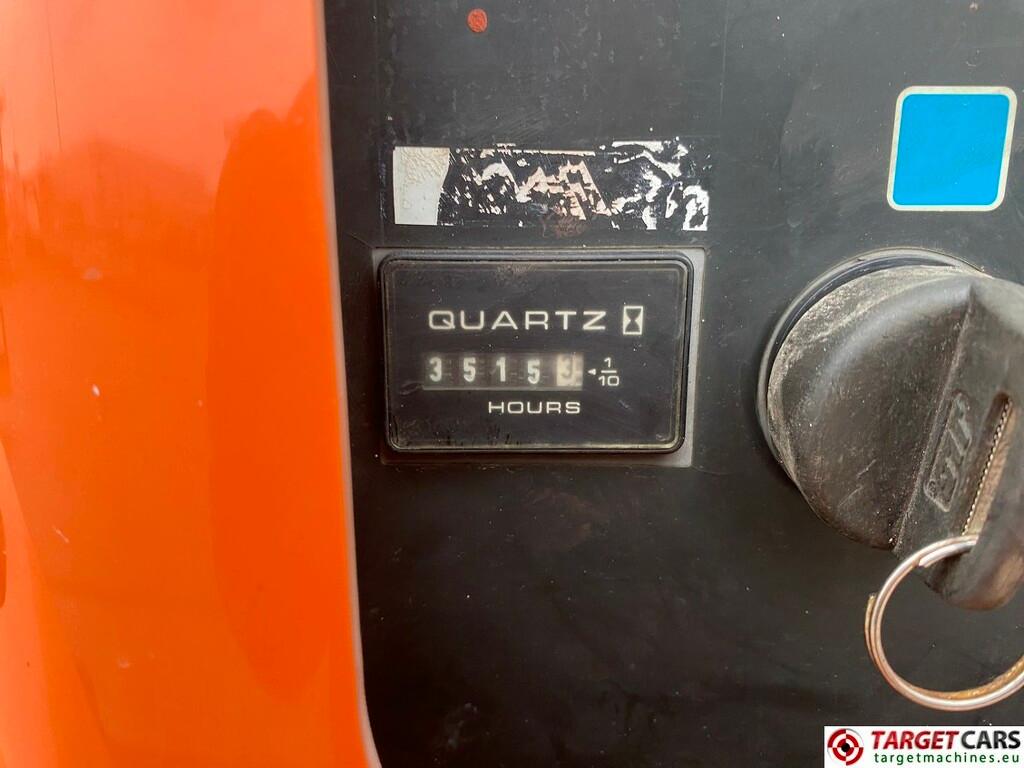 QUARTZ
35153 1/10
HOURS
TARGETCARS
targetmachines.eu